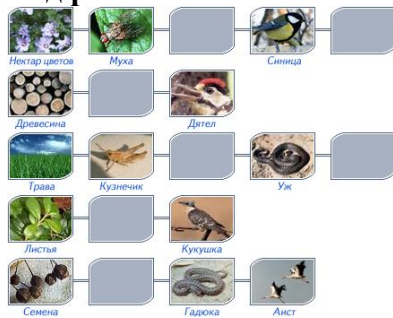 Нектар цветов Муха Синица
Древесина Дятел
Трава Кузнечик Уж
Листья Кукушка
Семена Гадюка Аист